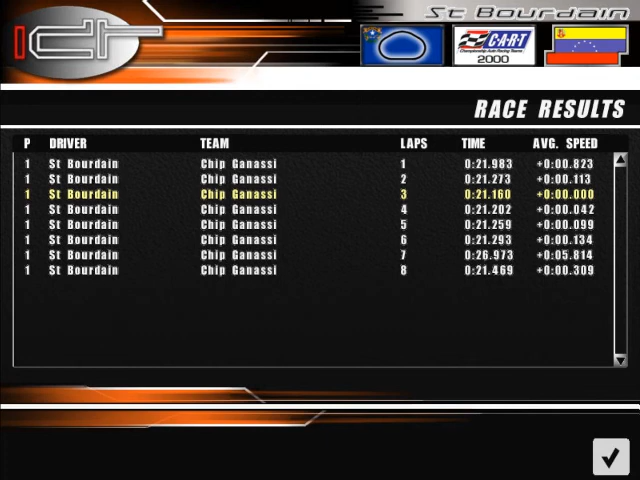 St Bourdain
CART
Championship Auto Racing Teams
2000
RACE RESULTS
P DRIVER TEAM LAPS TIME AVG. SPEED
1 St Bourdain Chip Ganassi 1 0:21.983 +0:00.823
1 St Bourdain Chip Ganassi 2 0:21.273 +0:00.113
1 St Bourdain Chip Ganassi 3 0:21.160 +0:00.000
1 St Bourdain Chip Ganassi 4 0:21.202 +0:00.042
1 St Bourdain Chip Ganassi 5 0:21.259 +0:00.099
1 St Bourdain Chip Ganassi 6 0:21.293 +0:00.134
1 St Bourdain Chip Ganassi 7 0:26.973 +0:05.814
1 St Bourdain Chip Ganassi 8 0:21.469 +0:00.309